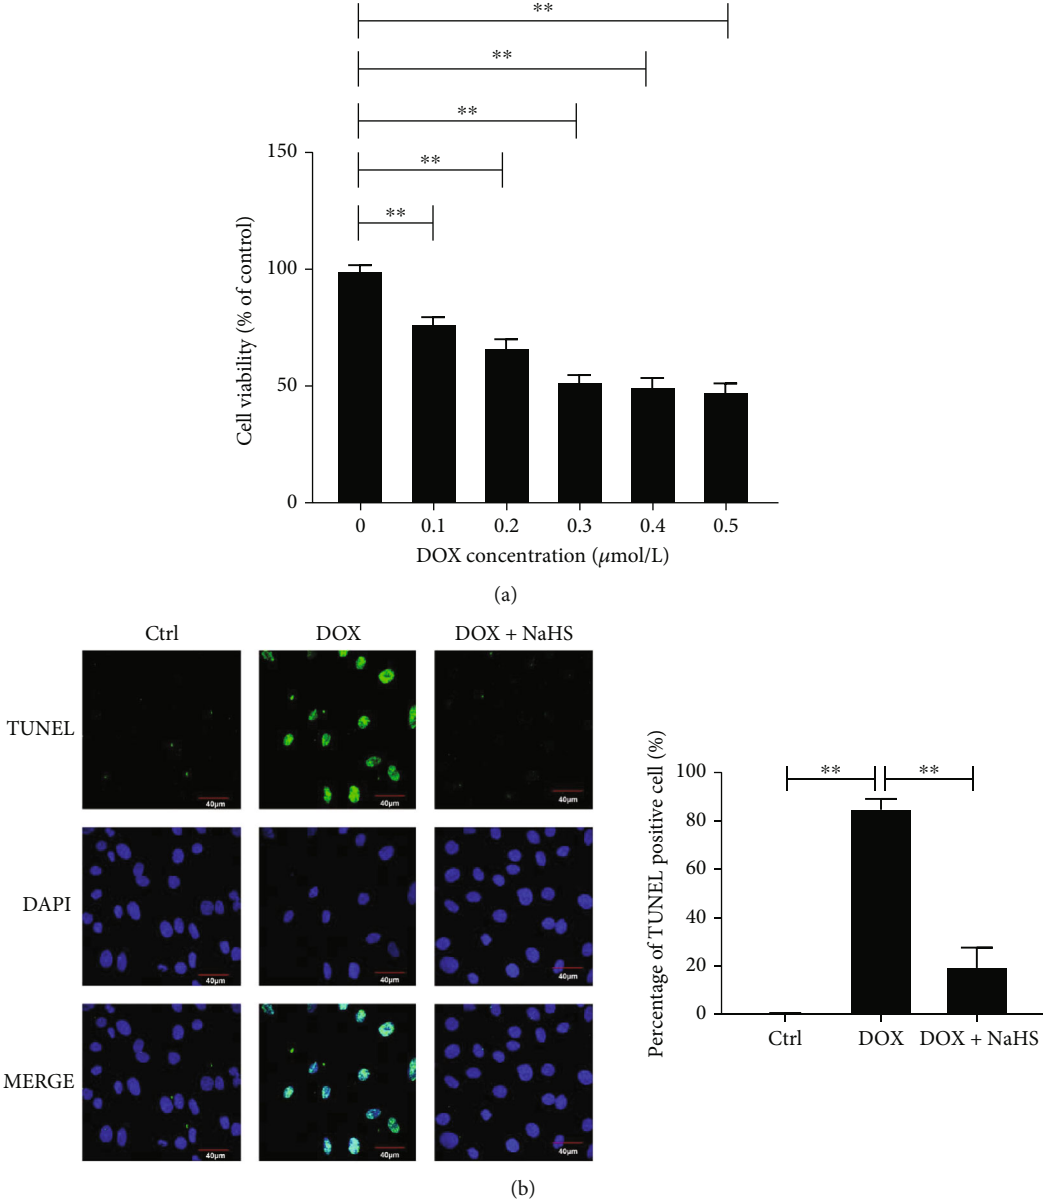 **
**
**
**
**
150
100
50
0
Cell viability (% of control)
0 0.1 0.2 0.3 0.4 0.5
DOX concentration (μmol/L)
(a)
Ctrl DOX DOX + NaHS
TUNEL
40μm 40μm 40μm
DAPI
40μm 40μm 40μm
MERGE
40μm 40μm 40μm
Percentage of TUNEL positive cell (%)
100
80
60
40
20
0
** **
Ctrl DOX DOX + NaHS
(b)